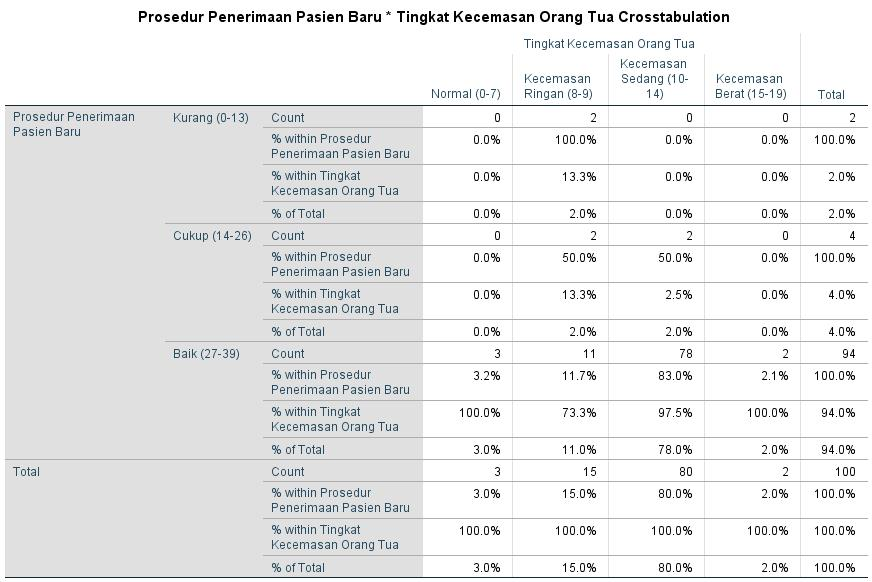 Prosedur Penerimaan Pasien Baru * Tingkat Kecemasan Orang Tua Crosstabulation
Tingkat Kecemasan Orang Tua
Normal (0-7) Kecemasan Ringan (8-9) Kecemasan Sedang (10-14) Kecemasan Berat (15-19) Total
Prosedur Penerimaan Pasien Baru Kurang (0-13) Count 0 2 0 0 2
% within Prosedur Penerimaan Pasien Baru 0.0% 100.0% 0.0% 0.0% 100.0%
% within Tingkat Kecemasan Orang Tua 0.0% 13.3% 0.0% 0.0% 2.0%
% of Total 0.0% 2.0% 0.0% 0.0% 2.0%
Cukup (14-26) Count 0 2 2 0 4
% within Prosedur Penerimaan Pasien Baru 0.0% 50.0% 50.0% 0.0% 100.0%
% within Tingkat Kecemasan Orang Tua 0.0% 13.3% 2.5% 0.0% 4.0%
% of Total 0.0% 2.0% 2.0% 0.0% 4.0%
Baik (27-39) Count 3 11 78 2 94
% within Prosedur Penerimaan Pasien Baru 3.2% 11.7% 83.0% 2.1% 100.0%
% within Tingkat Kecemasan Orang Tua 100.0% 73.3% 97.5% 100.0% 94.0%
% of Total 3.0% 11.0% 78.0% 2.0% 94.0%
Total Count 3 15 80 2 100
% within Prosedur Penerimaan Pasien Baru 3.0% 15.0% 80.0% 2.0% 100.0%
% within Tingkat Kecemasan Orang Tua 100.0% 100.0% 100.0% 100.0% 100.0%
% of Total 3.0% 15.0% 80.0% 2.0% 100.0%